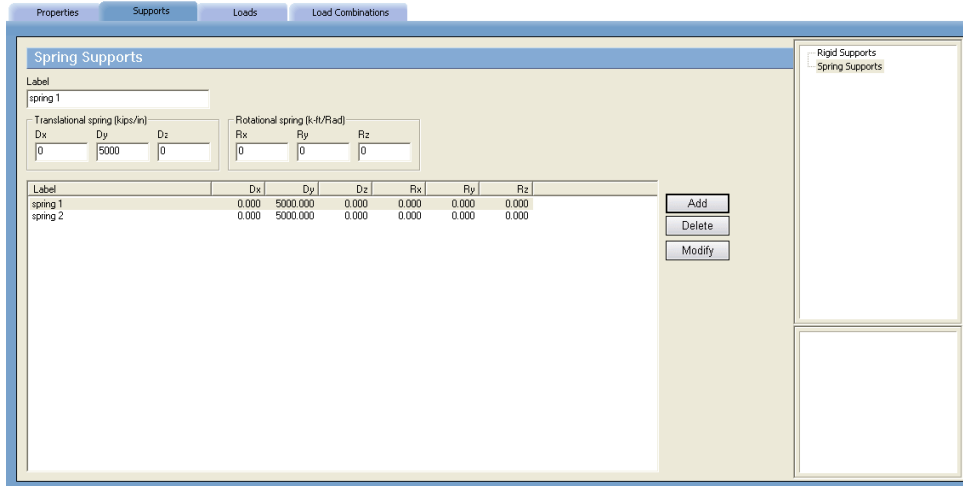 Properties Supports Loads Load Combinations
Spring Supports
Label
spring 1
Translational spring (kips/in) Rotational spring (k-ft/Rad)
Dx Dy Dz Rx Ry Rz
0 5000 0 0 0 0
Label Dx Dy Dz Rx Ry Rz
spring 1 0.000 5000.000 0.000 0.000 0.000 0.000
spring 2 0.000 5000.000 0.000 0.000 0.000 0.000
Add
Delete
Modify
Rigid Supports
Spring Supports